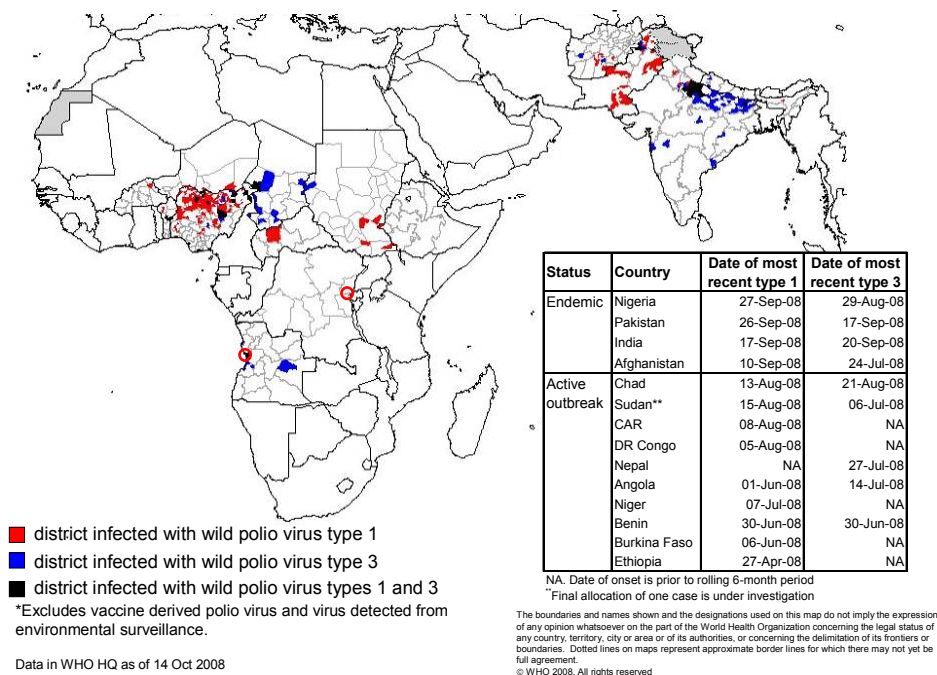 Status Country Date of most recent type 1 Date of most recent type 3
Endemic Nigeria 27-Sep-08 29-Aug-08
Pakistan 26-Sep-08 17-Sep-08
India 17-Sep-08 20-Sep-08
Afghanistan 10-Sep-08 24-Jul-08
Active outbreak Chad 13-Aug-08 21-Aug-08
Sudan** 15-Aug-08 06-Jul-08
CAR 08-Aug-08 NA
DR Congo 05-Aug-08 NA
Nepal NA 27-Jul-08
Angola 01-Jun-08 14-Jul-08
Niger 07-Jul-08 NA
Benin 30-Jun-08 30-Jun-08
Burkina Faso 06-Jun-08 NA
Ethiopia 27-Apr-08 NA
NA. Date of onset is prior to rolling 6-month period
**Final allocation of one case is under investigation
district infected with wild polio virus type 1
district infected with wild polio virus type 3
district infected with wild polio virus types 1 and 3
*Excludes vaccine derived polio virus and virus detected from
environmental surveillance.
Data in WHO HQ as of 14 Oct 2008
The boundaries and names shown and the designations used on this map do not imply the expression
of any opinion whatsoever on the part of the World Health Organization concerning the legal status of
any country, territory, city or area or of its authorities, or concerning the delimitation of its frontiers or
boundaries. Dotted lines on maps represent approximate border lines for which there may not yet be
full agreement.
© WHO 2008. All rights reserved